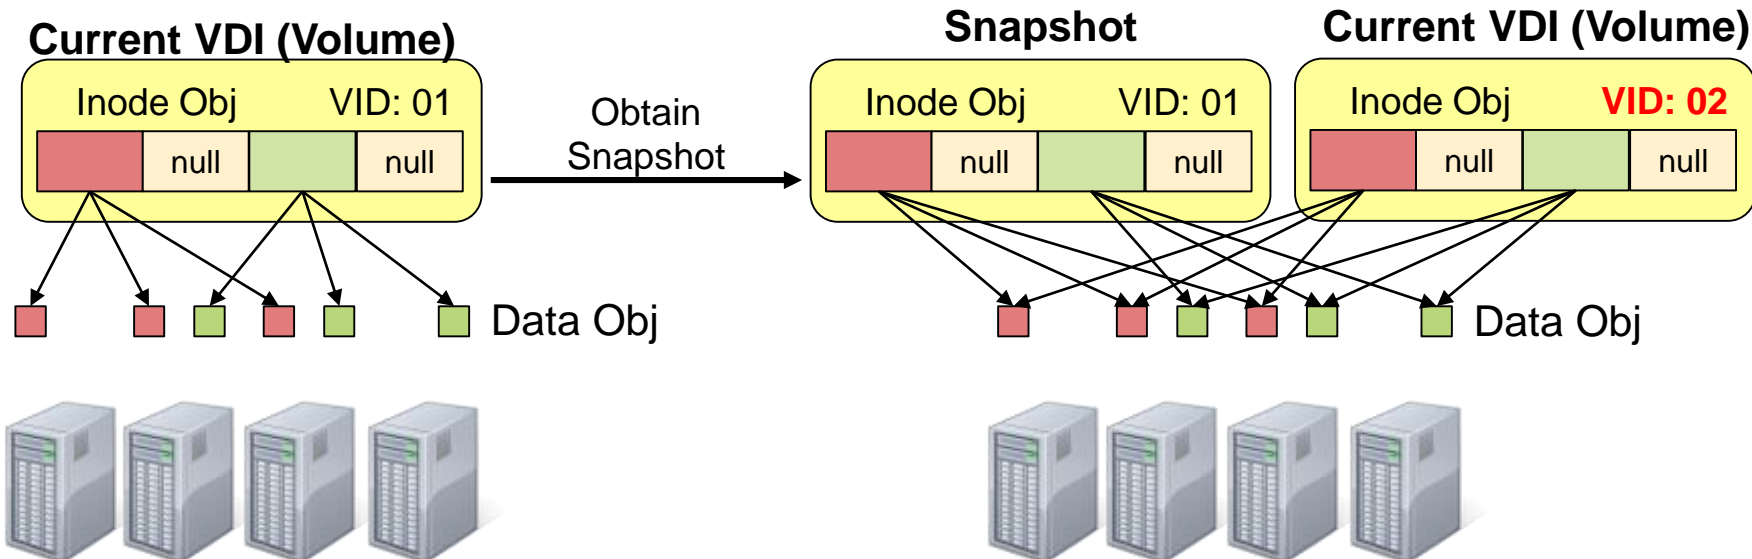 Current VDI (Volume)
Inode Obj VID: 01
null null
Data Obj
Obtain
Snapshot
Snapshot
Inode Obj VID: 01
null null
Current VDI (Volume)
Inode Obj VID: 02
null null
Data Obj